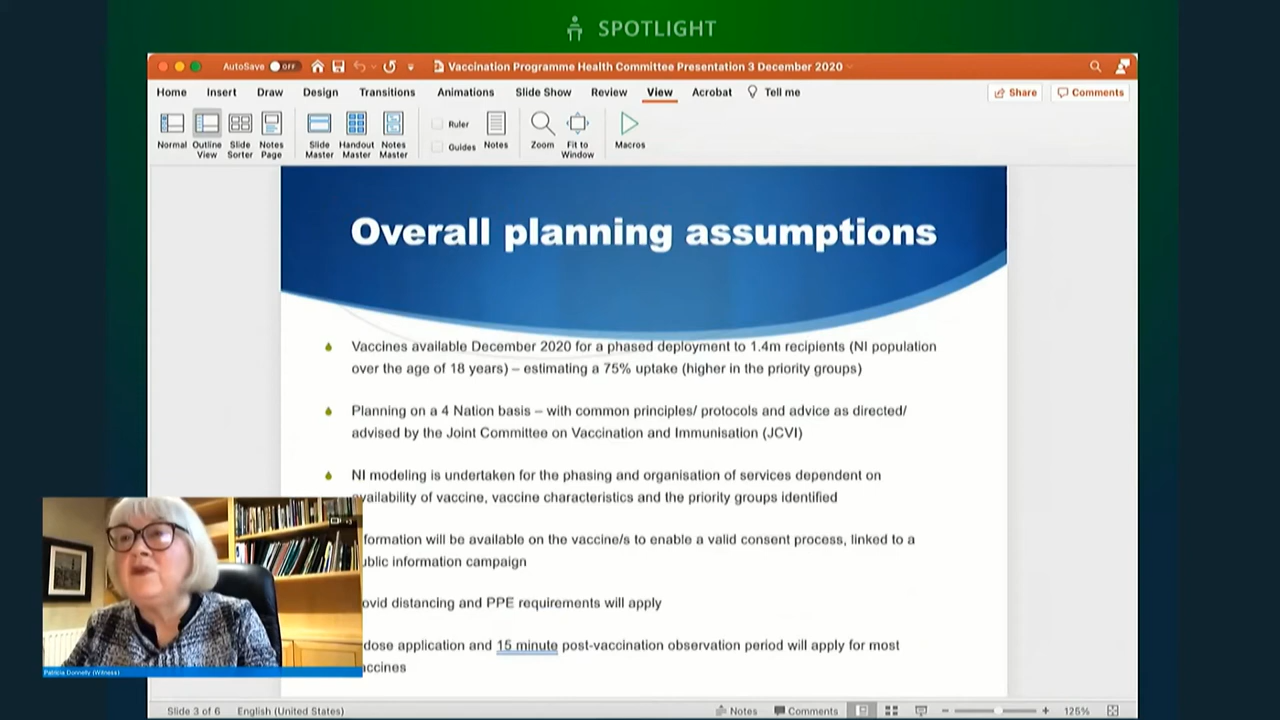 SPOTLIGHT
AutoSave OFF
Vaccination Programme Health Committee Presentation 3 December 2020
Home Insert Draw Design Transitions Animations Slide Show Review View Acrobat Tell me Share Comments
Normal Outline View Slide Sorter Notes Page Slide Master Handout Master Notes Master Ruler Guides Notes Zoom Fit to Window Macros
Overall planning assumptions
Vaccines available December 2020 for a phased deployment to 1.4m recipients (NI population
over the age of 18 years) – estimating a 75% uptake (higher in the priority groups)
Planning on a 4 Nation basis – with common principles/ protocols and advice as directed/
advised by the Joint Committee on Vaccination and Immunisation (JCVI)
NI modeling is undertaken for the phasing and organisation of services dependent on
availability of vaccine, vaccine characteristics and the priority groups identified
formation will be available on the vaccine/s to enable a valid consent process, linked to a
ublic information campaign
ovid distancing and PPE requirements will apply
dose application and 15 minute post-vaccination observation period will apply for most
accines
Patricia Donnelly (Witness)
Slide 3 of 6 English (United States) Notes Comments 125%